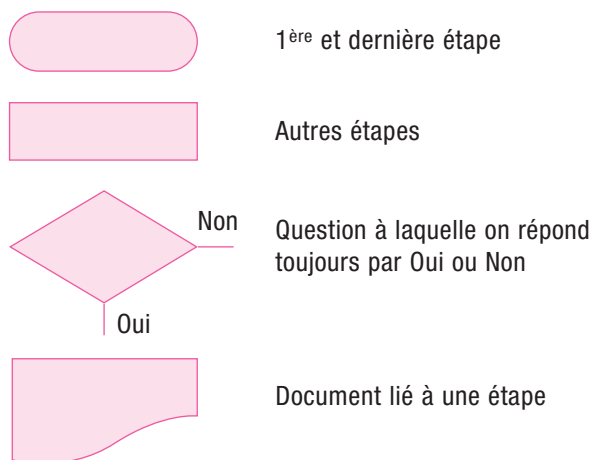 1ère et dernière étape
Autres étapes
Non
Question à laquelle on répond
toujours par Oui ou Non
Oui
Document lié à une étape